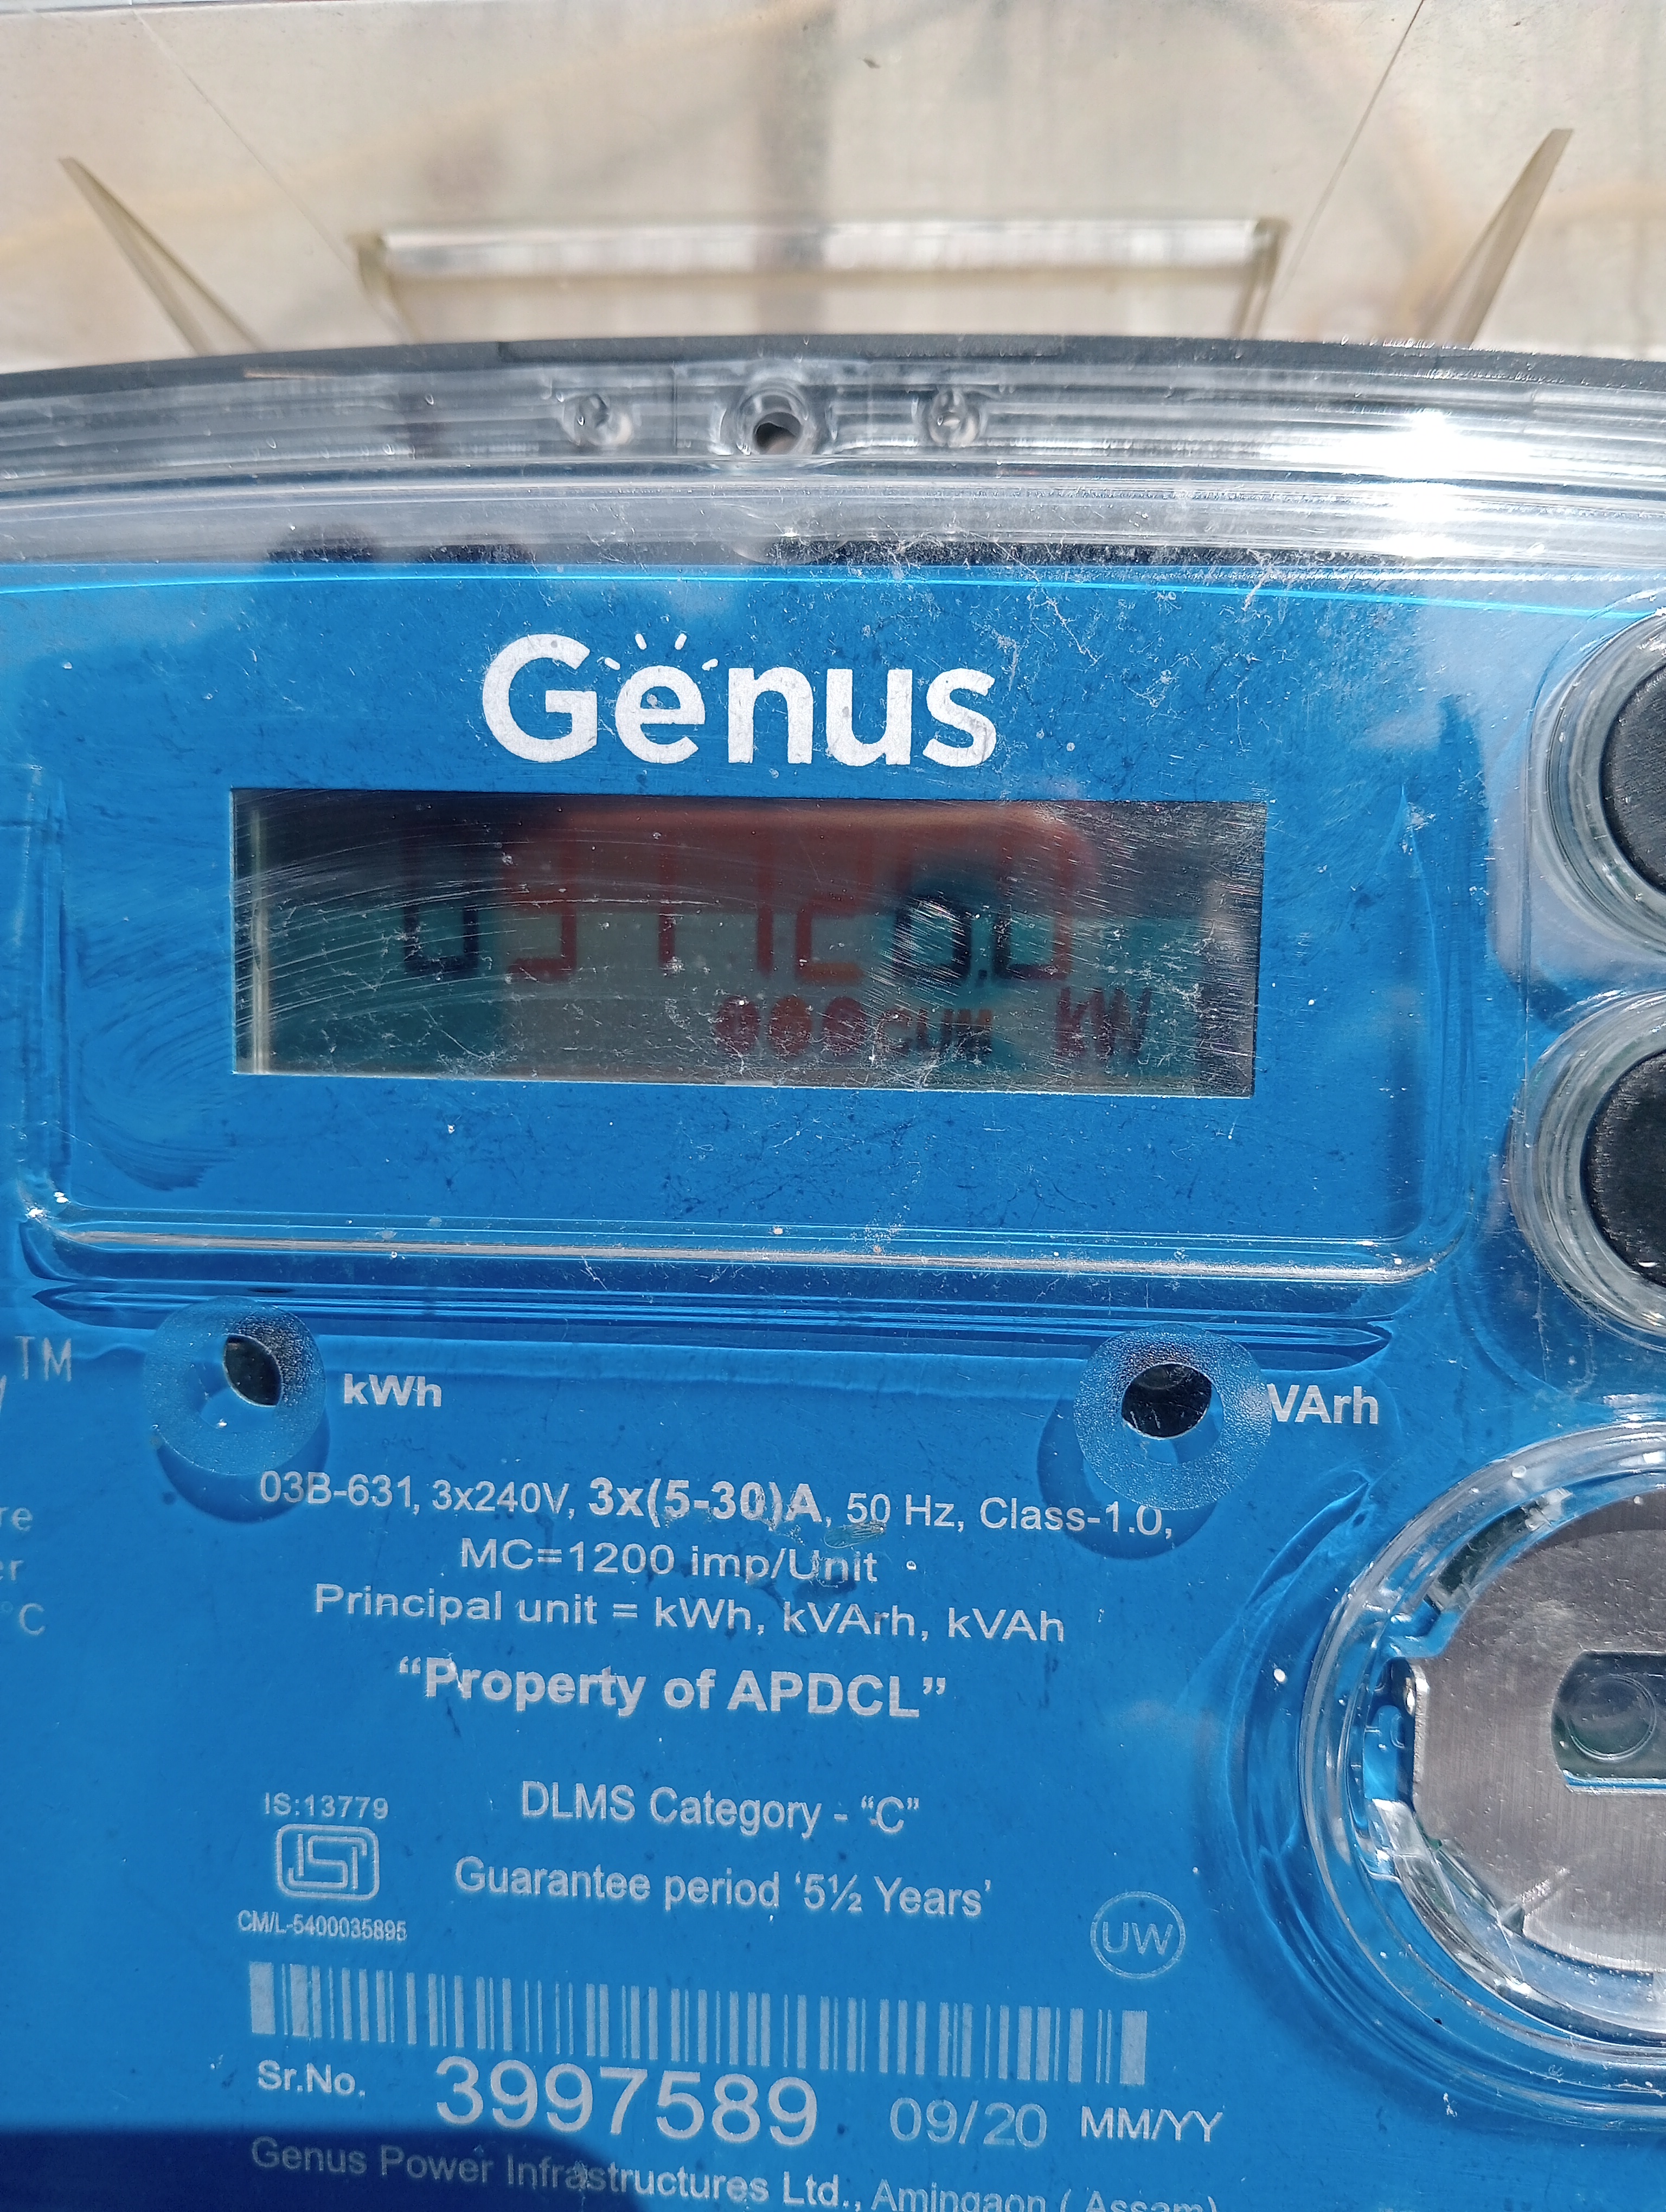 Genus
CUM kW
TM
kWh
VArh
03B-631, 3x240V, 3x(5-30)A, 50 Hz, Class-1.0,
MC=1200 imp/Unit
Principal unit = kWh, kVArh, kVAh
°C
“Property of APDCL”
DLMS Category - “C”
IS:13779
ISI
Guarantee period ‘5½ Years’
CM/L-5400035895
UW
Sr.No. 3997589 09/20 MM/YY
Genus Power Infrastructures Ltd., Amingaon ( Assam)